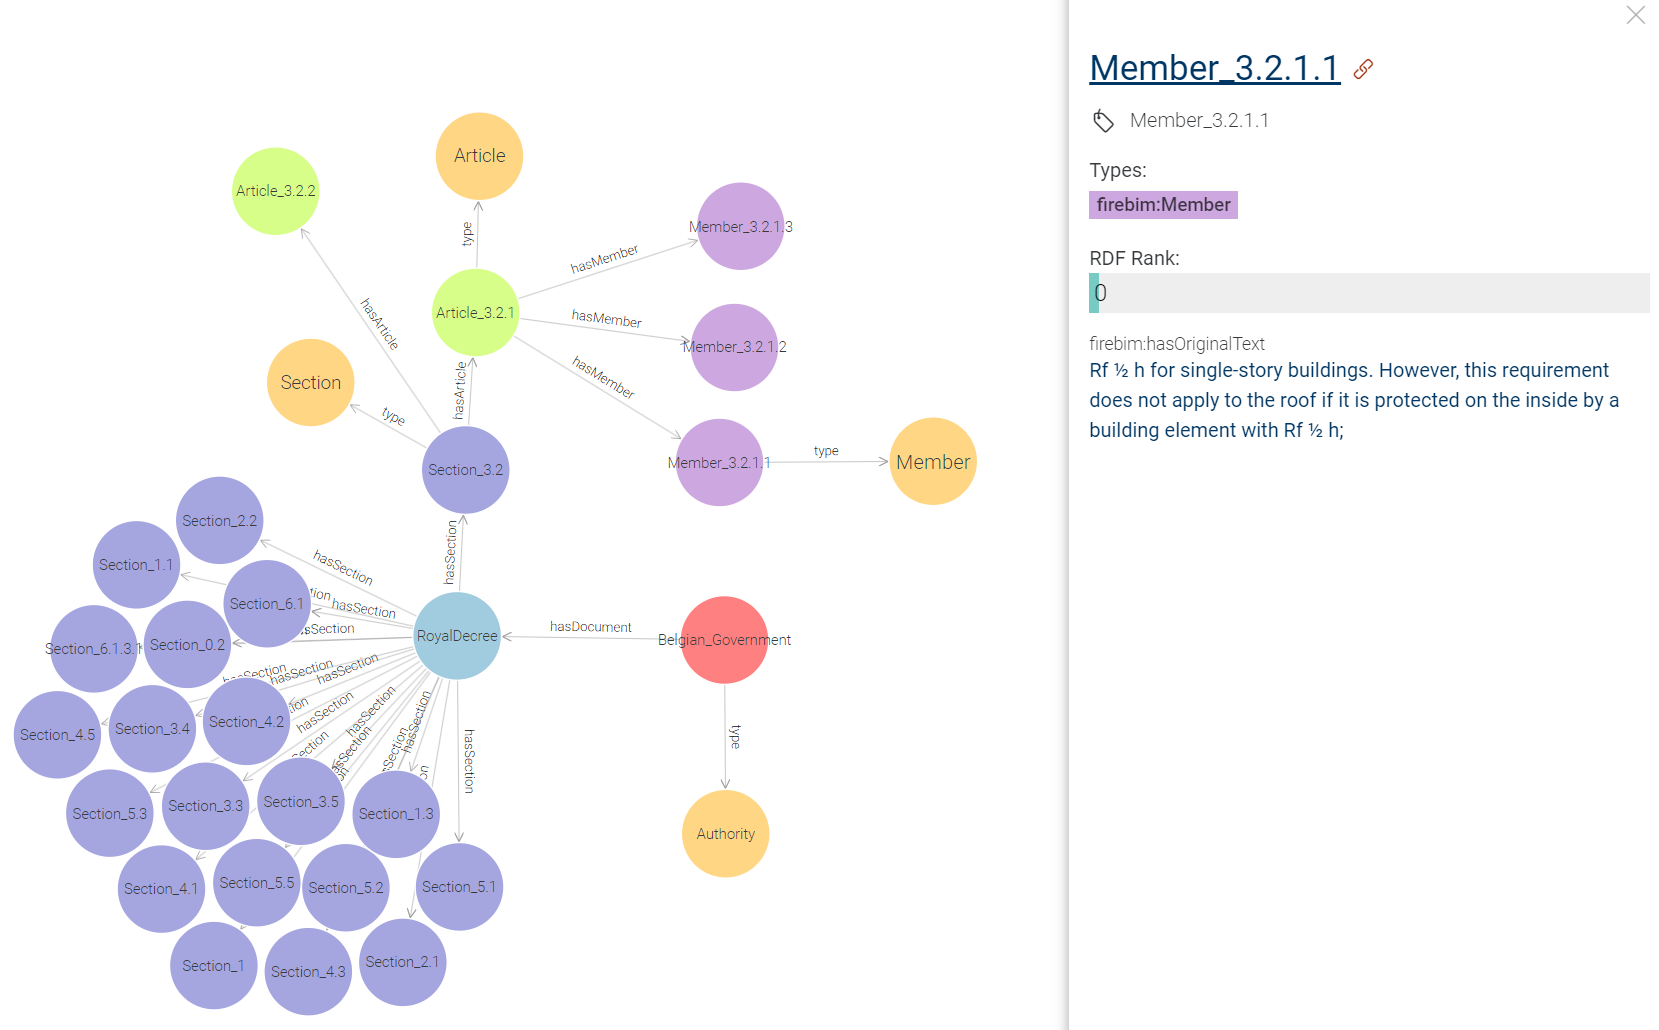 Article
Article_3.2.2
type
Member_3.2.1.3
hasMember
hasArticle
Article_3.2.1
hasMember
Member_3.2.1.2
hasMember
Section
type
hasArticle
Section_3.2
Member_3.2.1.1
type
Member
Section_2.2
hasSection
hasSection
Section_1.1
Section_6.1
hasSection
Section_6.1.3.1
Section_0.2
RoyalDecree
hasDocument
Belgian_Government
hasSection
hasSection
hasSection
Section_4.5
Section_3.4
Section_4.2
hasSection
hasSection
hasSection
hasSection
type
Section_5.3
Section_3.3
Section_3.5
Section_1.3
Authority
Section_4.1
Section_5.5
Section_5.2
Section_5.1
Section_1
Section_4.3
Section_2.1
Member_3.2.1.1
Member_3.2.1.1
Types:
firebim:Member
RDF Rank:
0
firebim:hasOriginalText
Rf ½ h for single-story buildings. However, this requirement
does not apply to the roof if it is protected on the inside by a
building element with Rf ½ h;